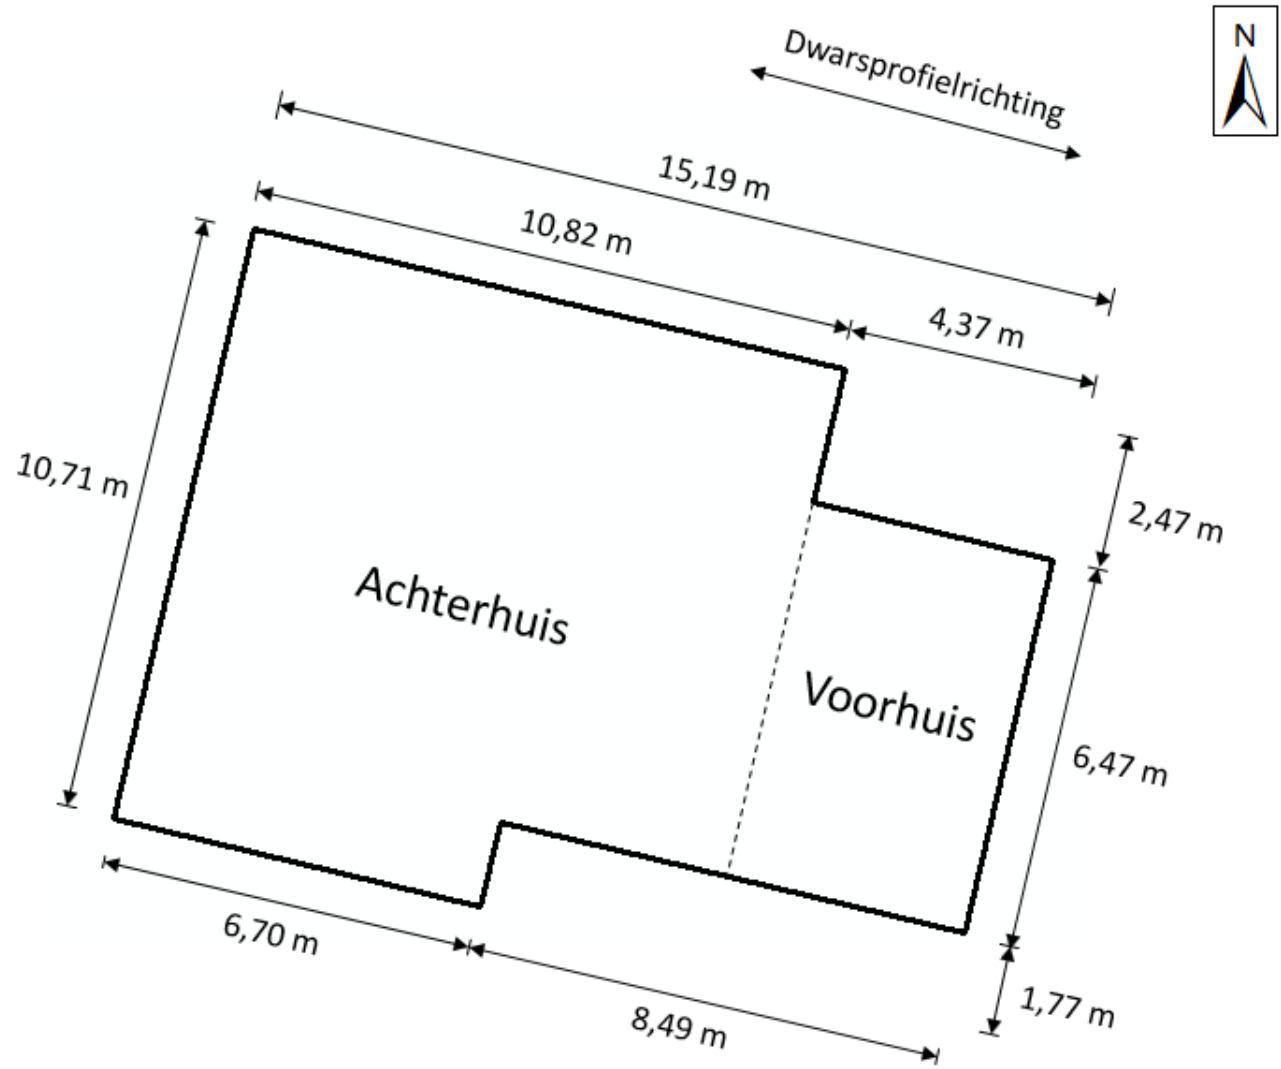 N
Dwarsprofielrichting
15,19 m
10,82 m
4,37 m
10,71 m
2,47 m
Achterhuis
Voorhuis
6,47 m
6,70 m
8,49 m
1,77 m